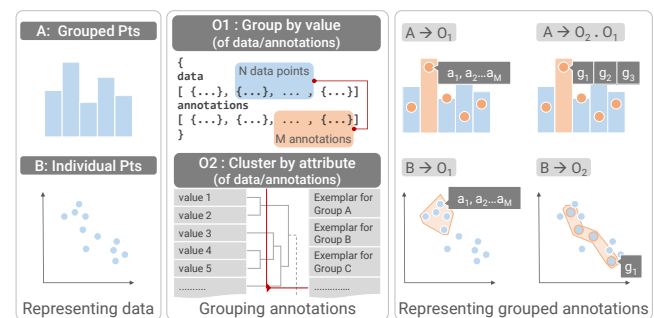 A: Grouped Pts
B: Individual Pts
Representing data
O1 : Group by value
(of data/annotations)
{
data
N data points
[ {...}, {...}, ... , {...}]
annotations
[ {...}, {...}, ... , {...}]
M annotations
}
O2 : Cluster by attribute
(of data/annotations)
value 1
value 2
value 3
value 4
value 5
...........
Exemplar for
Group A
Exemplar for
Group B
Exemplar for
Group C
...........
Grouping annotations
A → O₁
a₁, a₂...aM
A → O₂ . O₁
g₁ g₂ g₃
B → O₁
a₁, a₂...aM
B → O₂
g₁
Representing grouped annotations